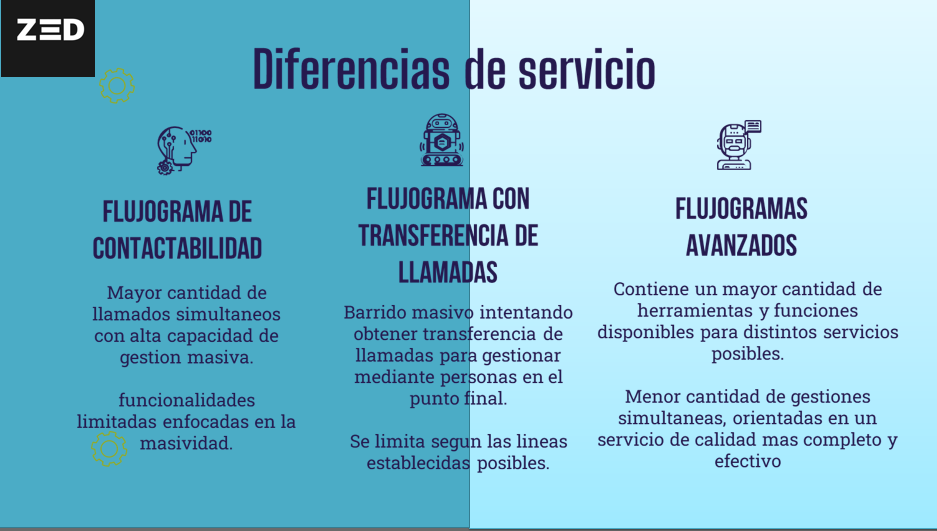 ZED
Diferencias de servicio
01100
11010
FLUJOGRAMA DE
CONTACTABILIDAD
Mayor cantidad de
llamados simultaneos
con alta capacidad de
gestion masiva.
funcionalidades
limitadas enfocadas en la
masividad.
FLUJOGRAMA CON
TRANSFERENCIA DE
LLAMADAS
Barrido masivo intentando
obtener transferencia de
llamadas para gestionar
mediante personas en el
punto final.
Se limita segun las lineas
establecidas posibles.
FLUJOGRAMAS
AVANZADOS
Contiene un mayor cantidad de
herramientas y funciones
disponibles para distintos servicios
posibles.
Menor cantidad de gestiones
simultaneas, orientadas en un
servicio de calidad mas completo y
efectivo